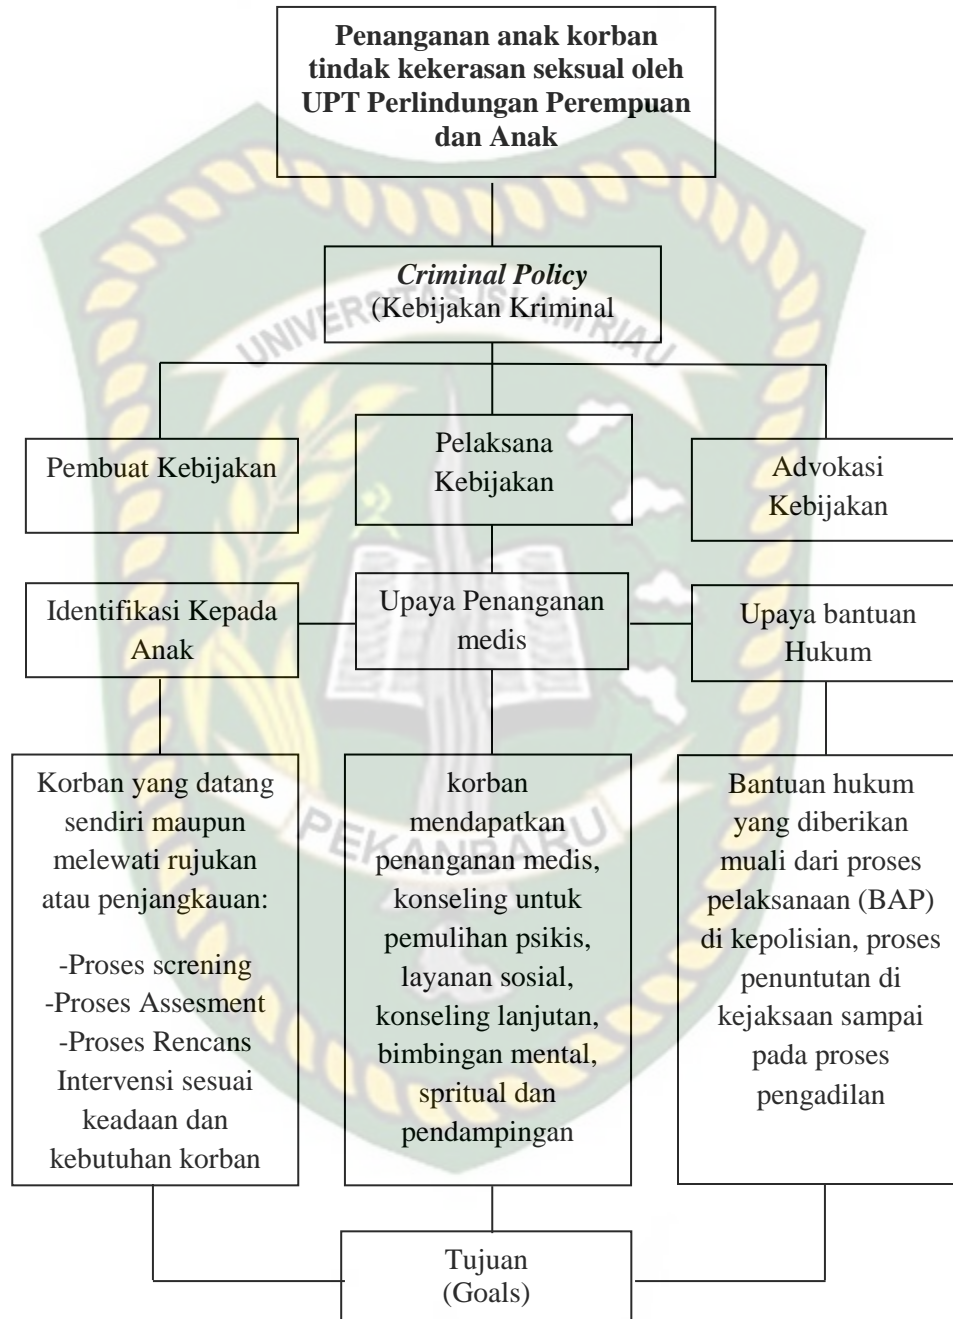 Penanganan anak korban
tindak kekerasan seksual oleh
UPT Perlindungan Perempuan
dan Anak
Criminal Policy
(Kebijakan Kriminal
UNIVERSITAS ISLAM RIAU
Pembuat Kebijakan
Pelaksana
Kebijakan
Advokasi
Kebijakan
Identifikasi Kepada
Anak
Upaya Penanganan
medis
Upaya bantuan
Hukum
Korban yang datang
sendiri maupun
melewati rujukan
atau penjangkauan:
-Proses screning
-Proses Assesment
-Proses Rencans
Intervensi sesuai
keadaan dan
kebutuhan korban
korban
mendapatkan
penanganan medis,
konseling untuk
pemulihan psikis,
layanan sosial,
konseling lanjutan,
bimbingan mental,
spritual dan
pendampingan
Bantuan hukum
yang diberikan
muali dari proses
pelaksanaan (BAP)
di kepolisian, proses
penuntutan di
kejaksaan sampai
pada proses
pengadilan
PEKANBARU
Tujuan
(Goals)